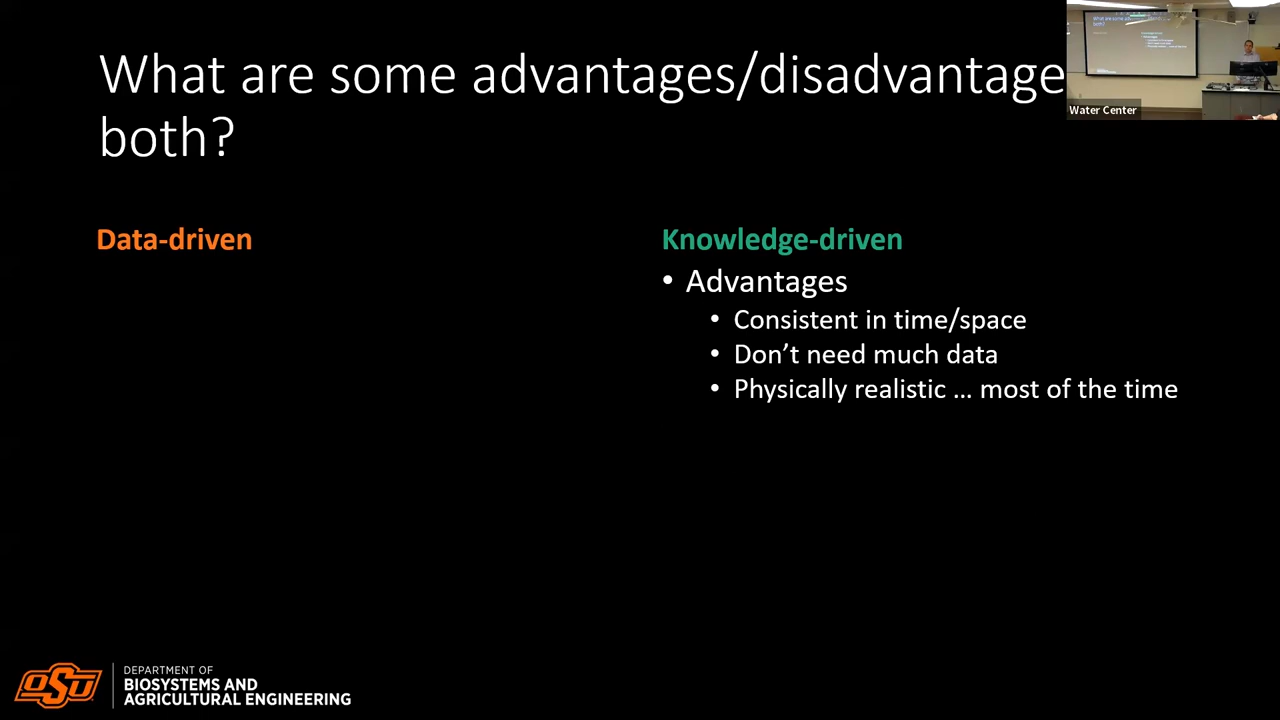 What are some advantages/disadvantage
both?
Water Center
Data-driven
Knowledge-driven
• Advantages
• Consistent in time/space
• Don’t need much data
• Physically realistic … most of the time
OSU
DEPARTMENT OF
BIOSYSTEMS AND
AGRICULTURAL ENGINEERING